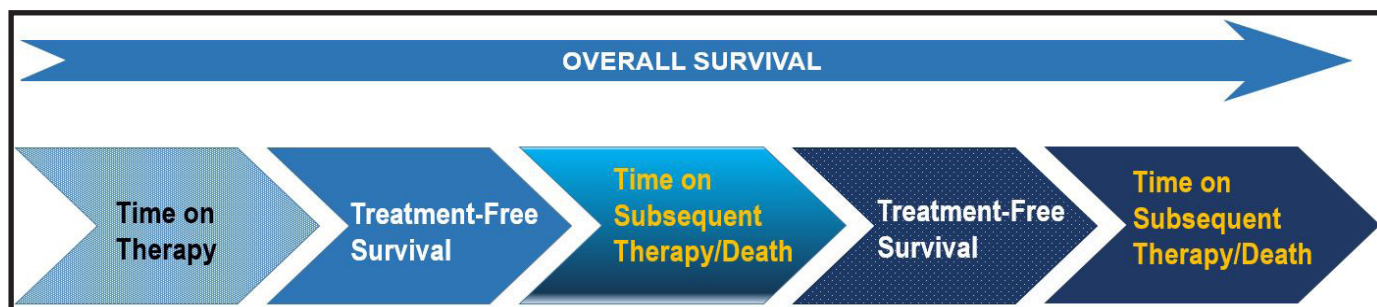 OVERALL SURVIVAL
Time on
Therapy
Treatment-Free
Survival
Time on
Subsequent
Therapy/Death
Treatment-Free
Survival
Time on
Subsequent
Therapy/Death